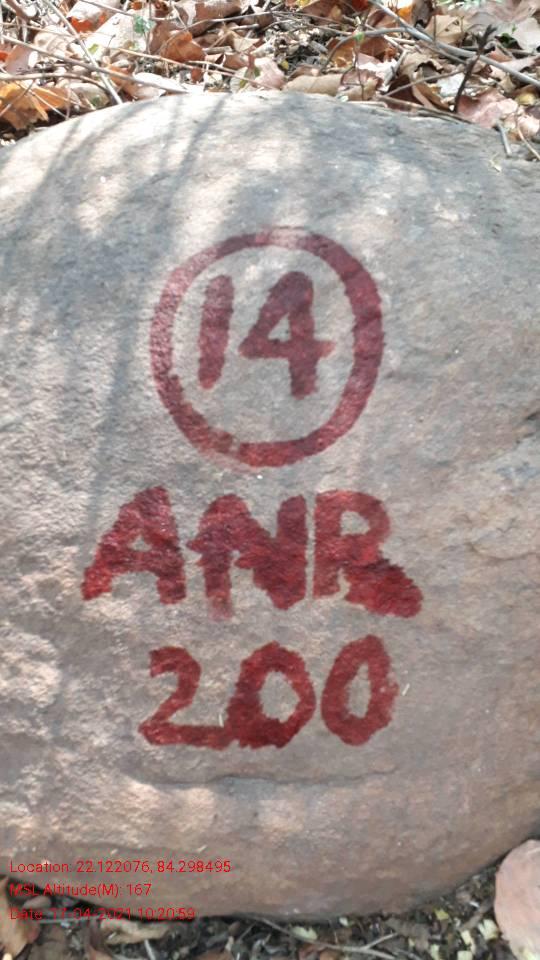 14
ANR
200
Location: 22.122076, 84.298495
MSL Altitude(M): 167
Date: 17-04-2021 10:20:59